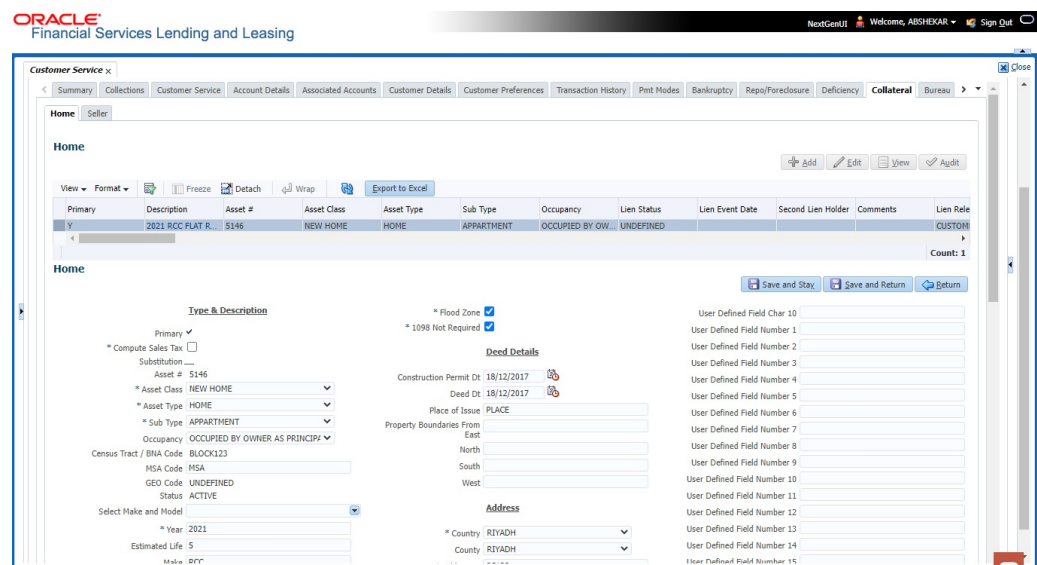 ORACLE
Financial Services Lending and Leasing
NextGenUI Welcome, ABSHEKAR Sign Out
Close
Customer Service x
Summary Collections Customer Service Account Details Associated Accounts Customer Details Customer Preferences Transaction History Pmt Modes Bankruptcy Repo/Foreclosure Deficiency Collateral Bureau
Home Seller
Home
Add Edit View Audit
View Format Freeze Detach Wrap Export to Excel
Primary Description Asset # Asset Class Asset Type Sub Type Occupancy Lien Status Lien Event Date Second Lien Holder Comments Lien Rele
Y 2021 RCC FLAT R... 5146 NEW HOME HOME APPARTMENT OCCUPIED BY OW... UNDEFINED CUSTOM
Count: 1
Home
Save and Stay Save and Return Return
Type & Description
Primary
* Compute Sales Tax
Substitution
Asset # 5146
* Asset Class NEW HOME
* Asset Type HOME
* Sub Type APPARTMENT
Occupancy OCCUPIED BY OWNER AS PRINCIPA
Census Tract / BNA Code BLOCK123
MSA Code MSA
GEO Code UNDEFINED
Status ACTIVE
Select Make and Model
* Year 2021
Estimated Life 5
Make RCC
* Flood Zone
* 1098 Not Required
Deed Details
Construction Permit Dt 18/12/2017
Deed Dt 18/12/2017
Place of Issue PLACE
Property Boundaries From
East
North
South
West
Address
* Country RIYADH
County RIYADH
User Defined Field Char 10
User Defined Field Number 1
User Defined Field Number 2
User Defined Field Number 3
User Defined Field Number 4
User Defined Field Number 5
User Defined Field Number 6
User Defined Field Number 7
User Defined Field Number 8
User Defined Field Number 9
User Defined Field Number 10
User Defined Field Number 11
User Defined Field Number 12
User Defined Field Number 13
User Defined Field Number 14
User Defined Field Number 15